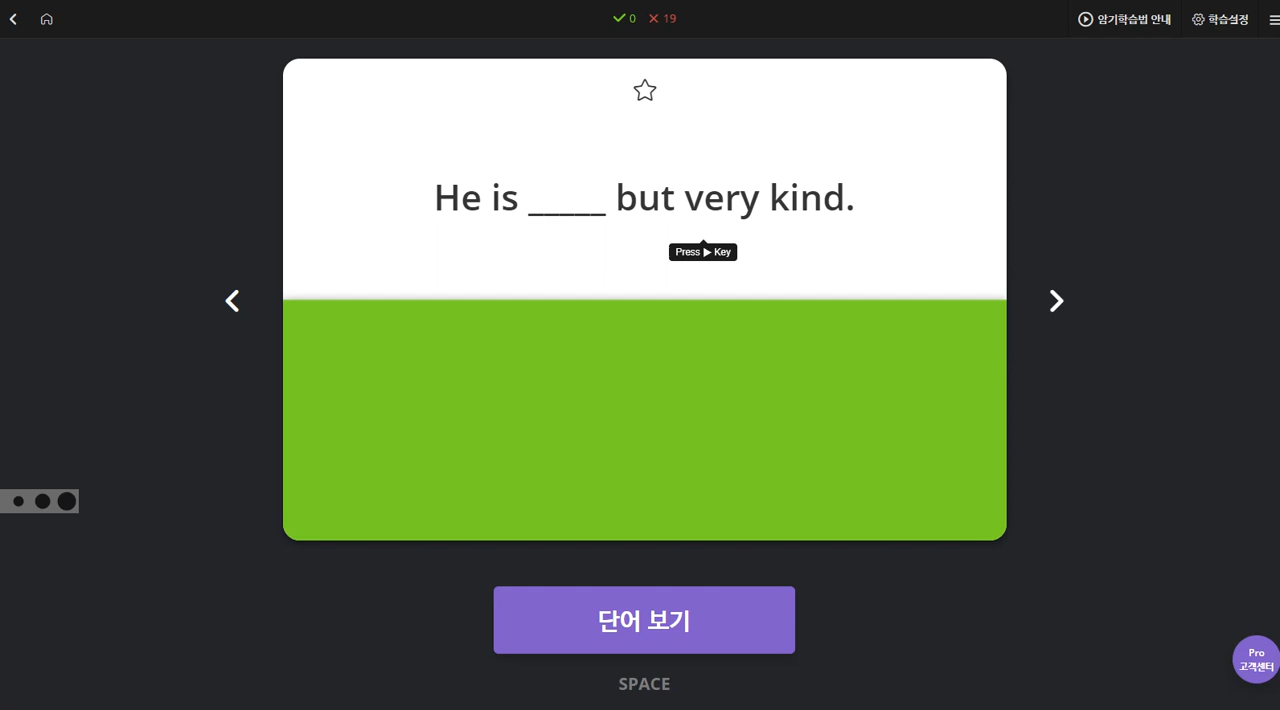 0 19
암기학습법 안내
학습설정
He is _____ but very kind.
Press ▶ Key
단어 보기
SPACE
Pro
고객센터